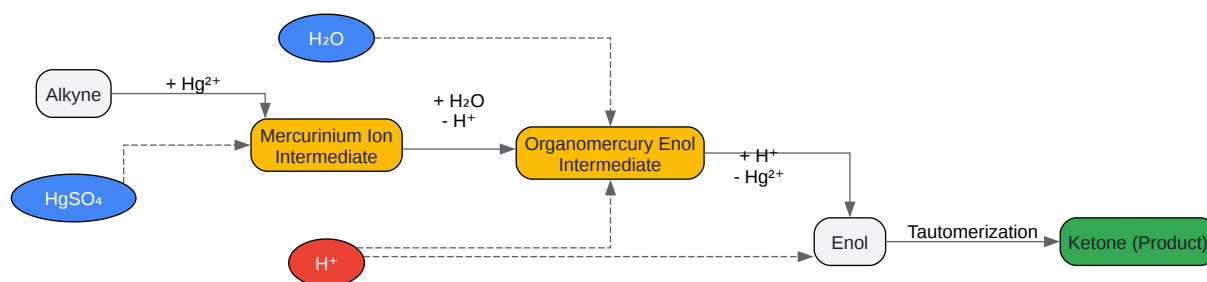 H₂O
Alkyne
+ Hg²⁺
+ H₂O
- H⁺
Mercurinium Ion
Intermediate
Organomercury Enol
Intermediate
+ H⁺
- Hg²⁺
HgSO₄
H⁺
Enol
Tautomerization
Ketone (Product)